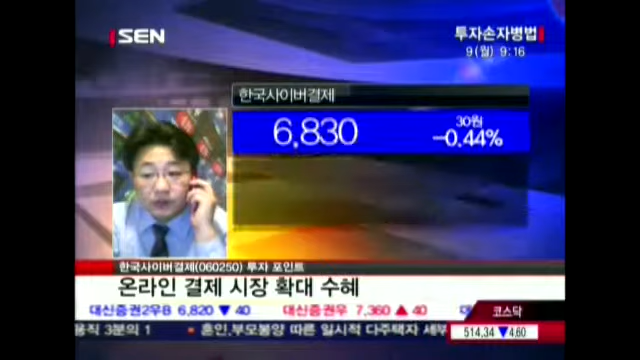 SEN
투자손자병법
9(월) 9:16
한국사이버결제
6,830
30원
-0.44%
한국사이버결제(060250) 투자 포인트
온라인 결제 시장 확대 수혜
대신증권2우B 6,820 ▼ 40 대신증권우 7,360 ▲ 40
코스닥
움직 3분의 1 • 혼인,부모봉양 따른 일시적 다주택자 세부
514.34 ▼4.60